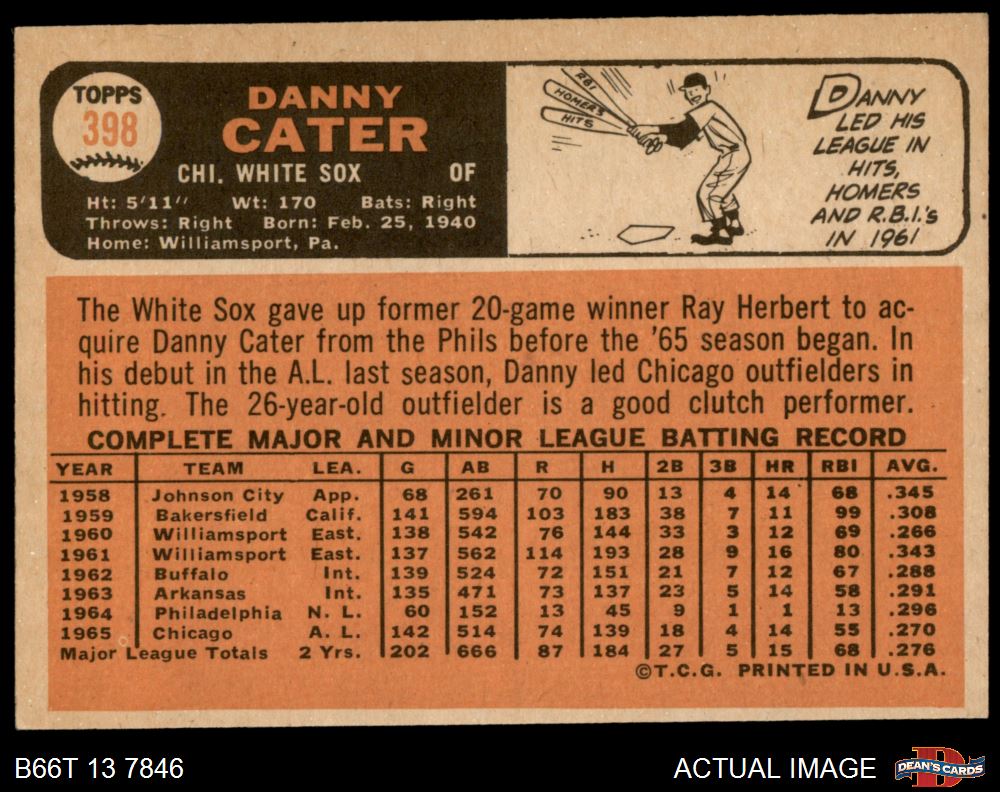 TOPPS
398
DANNY
CATER
CHI. WHITE SOX OF
Ht: 5'11" Wt: 170 Bats: Right
Throws: Right Born: Feb. 25, 1940
Home: Williamsport, Pa.
RBI
HOMERS
HITS
DANNY
LED HIS
LEAGUE IN
HITS,
HOMERS
AND R.B.I.'s
IN 1961
The White Sox gave up former 20-game winner Ray Herbert to ac-
quire Danny Cater from the Phils before the '65 season began. In
his debut in the A.L. last season, Danny led Chicago outfielders in
hitting. The 26-year-old outfielder is a good clutch performer.
COMPLETE MAJOR AND MINOR LEAGUE BATTING RECORD
YEAR TEAM LEA. G AB R H 2B 3B HR RBI AVG.
1958 Johnson City App. 68 261 70 90 13 4 14 68 .345
1959 Bakersfield Calif. 141 594 103 183 38 7 11 99 .308
1960 Williamsport East. 138 542 76 144 33 3 12 69 .266
1961 Williamsport East. 137 562 114 193 28 9 16 80 .343
1962 Buffalo Int. 139 524 72 151 21 7 12 67 .288
1963 Arkansas Int. 135 471 73 137 23 5 14 58 .291
1964 Philadelphia N. L. 60 152 13 45 9 1 1 13 .296
1965 Chicago A. L. 142 514 74 139 18 4 14 55 .270
Major League Totals 2 Yrs. 202 666 87 184 27 5 15 68 .276
©T.C.G. PRINTED IN U.S.A.
B66T 13 7846 ACTUAL IMAGE DEAN'S CARDS